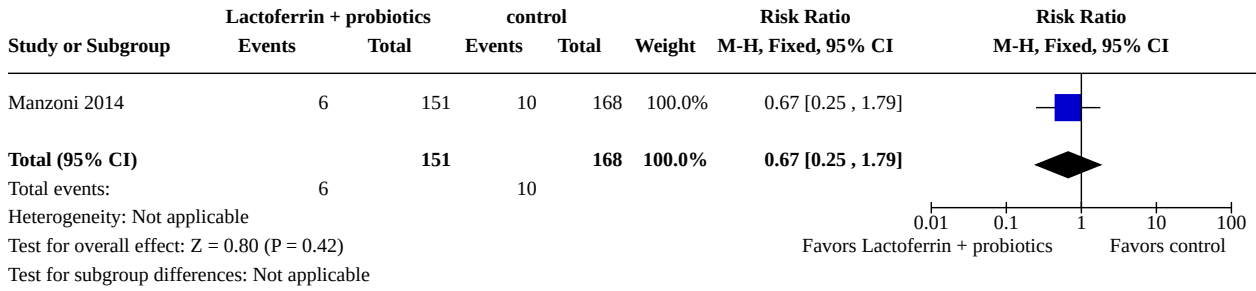 Lactoferrin + probiotics control Risk Ratio Risk Ratio
Study or Subgroup Events Total Events Total Weight M-H, Fixed, 95% CI M-H, Fixed, 95% CI
Manzoni 2014 6 151 10 168 100.0% 0.67 [0.25 , 1.79]
Total (95% CI) 151 168 100.0% 0.67 [0.25 , 1.79]
Total events: 6 10
Heterogeneity: Not applicable
Test for overall effect: Z = 0.80 (P = 0.42)
Test for subgroup differences: Not applicable
0.01 0.1 1 10 100
Favors Lactoferrin + probiotics Favors control